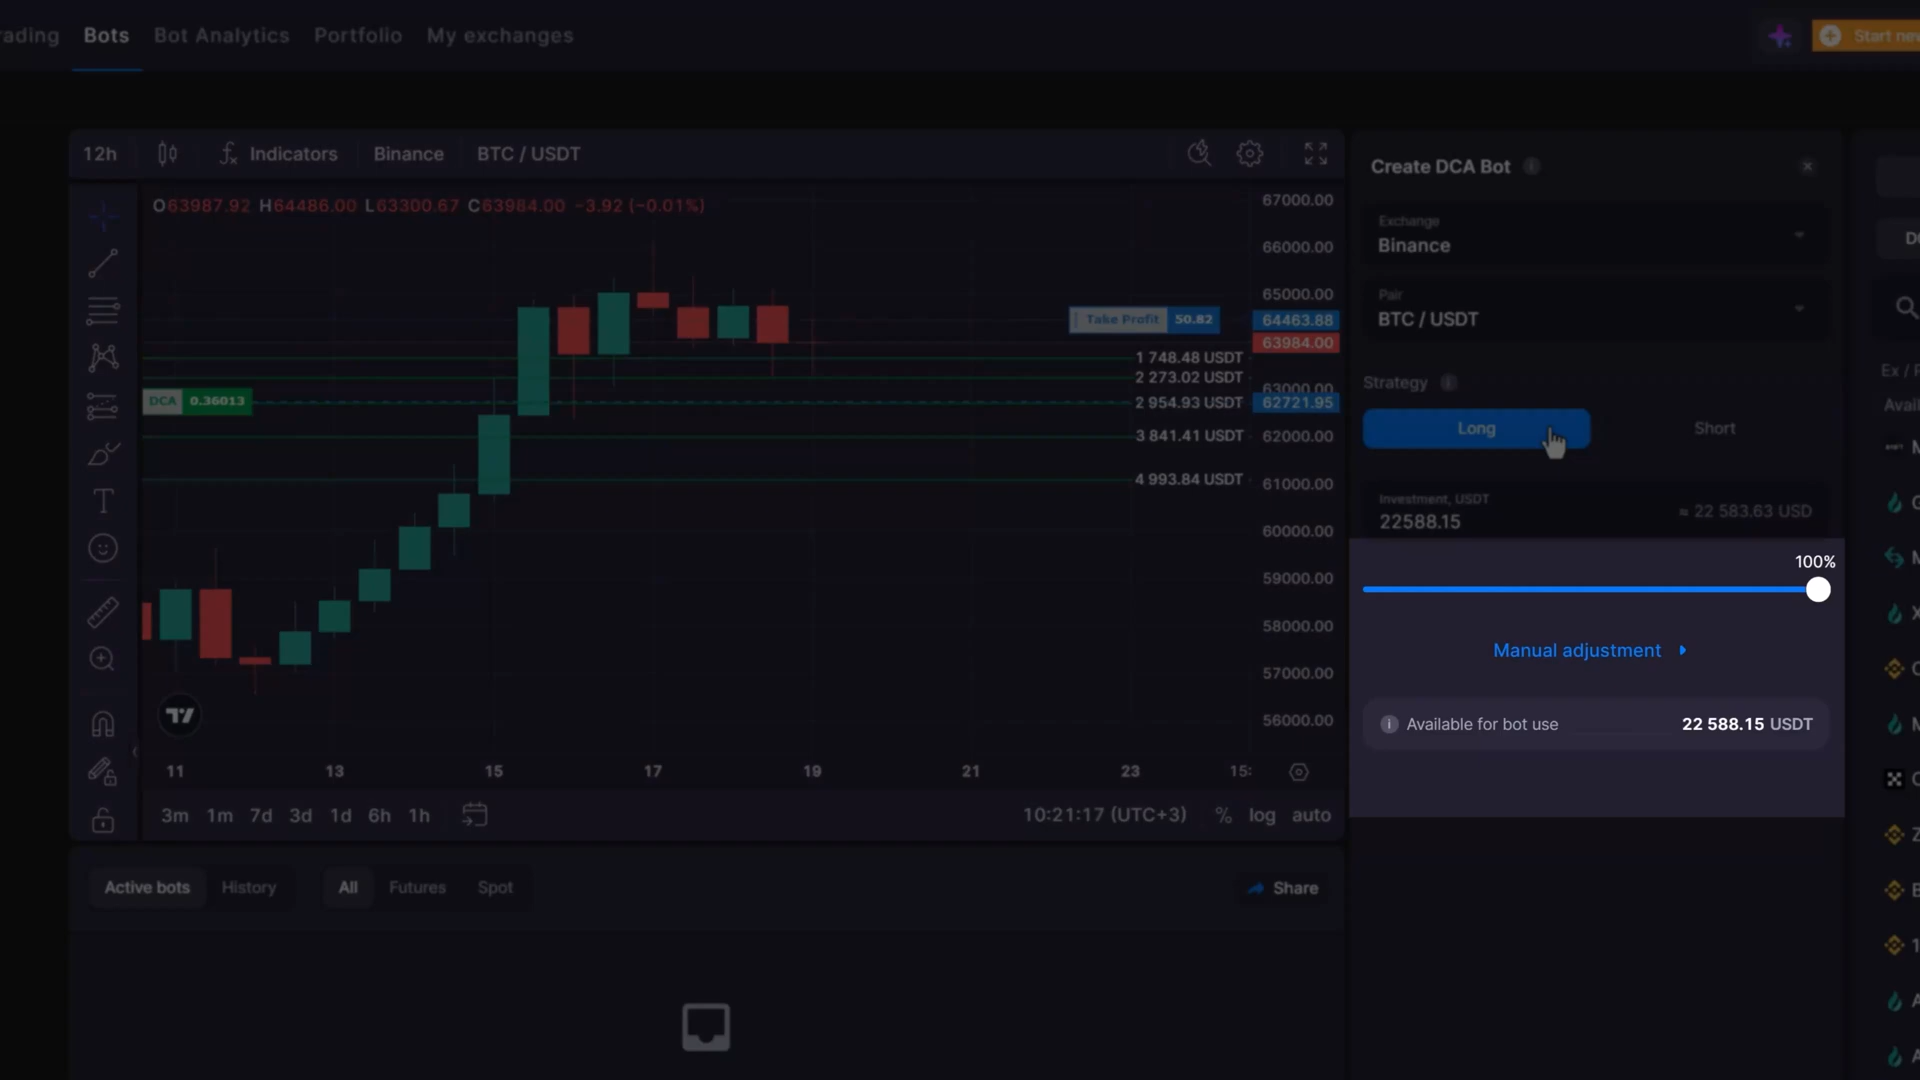 Bots Bot Analytics Portfolio My exchanges
Start
12h Indicators Binance BTC / USDT
O63987.92 H64486.00 L63300.67 C63984.00 −3.92 (−0.01%)
67000.00
66000.00
65000.00
Take Profit 50.82
64463.88
63984.00
1 748.48 USDT
2 273.02 USDT
63000.00
DCA 0.36013
2 954.93 USDT
62721.95
3 841.41 USDT
62000.00
4 993.84 USDT
61000.00
60000.00
59000.00
58000.00
57000.00
56000.00
11 13 15 17 19 21 23 15:
3m 1m 7d 3d 1d 6h 1h
10:21:17 (UTC+3) % log auto
Active bots History All Futures Spot
Share
Create DCA Bot
Exchange
Binance
Pair
BTC / USDT
Strategy
Long Short
Investment, USDT
22588.15 ≈ 22 583.63 USD
100%
Manual adjustment
Available for bot use 22 588.15 USDT
Ex /